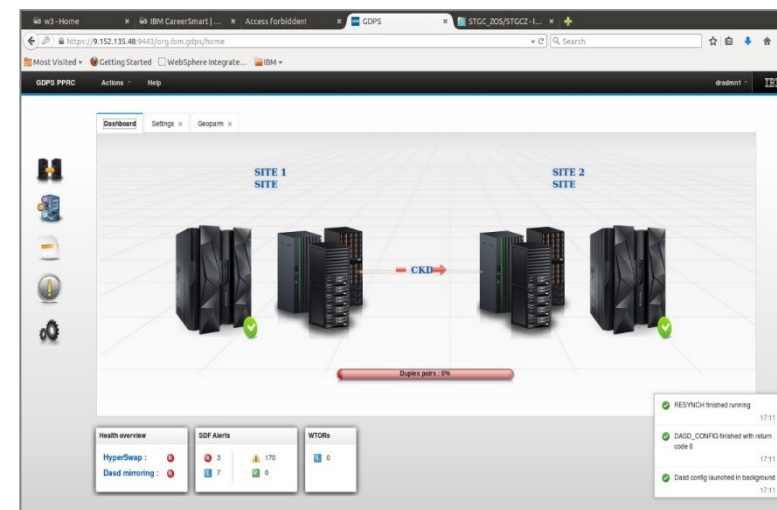 w3 - Home
IBM CareerSmart | ...
Access forbidden!
GDPS
STGC_ZOS/STGCZ - I...
https://9.152.135.48:9443/org.ibm.gdps/home
Search
Most Visited
Getting Started
WebSphere Integrate...
IBM
GDPS PPRC
Actions
Help
dradmn1
IBM
Dashboard
Settings
Geoparm
SITE 1
SITE
SITE 2
SITE
CKD
Duplex pairs : 0%
RESYNCH finished running
17:11
DASD_CONFIG finished with return
code 0
17:11
Dasd config launched in background
17:11
Health overview
HyperSwap :
Dasd mirroring :
SDF Alerts
3
170
7
0
WTORs
0